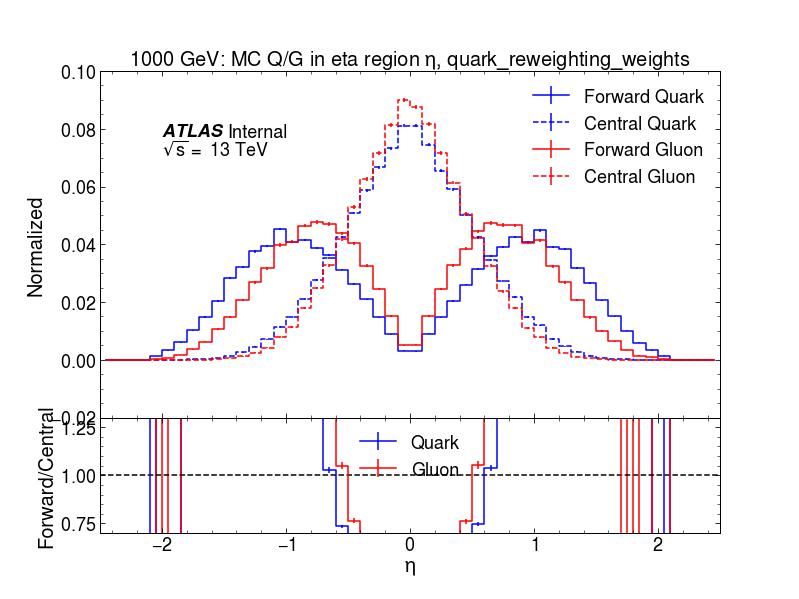 1000 GeV: MC Q/G in eta region η, quark_reweighting_weights
0.10
0.08
0.06
0.04
0.02
0.00
−0.02
Normalized
ATLAS Internal
√s = 13 TeV
Forward Quark
Central Quark
Forward Gluon
Central Gluon
Forward/Central
1.25
1.00
0.75
Quark
Gluon
−2 −1 0 1 2
η